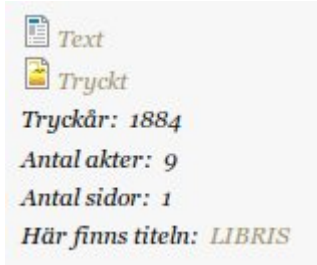 Text
Tryckt
Tryckår: 1884
Antal akter: 9
Antal sidor: 1
Här finns titeln: LIBRIS